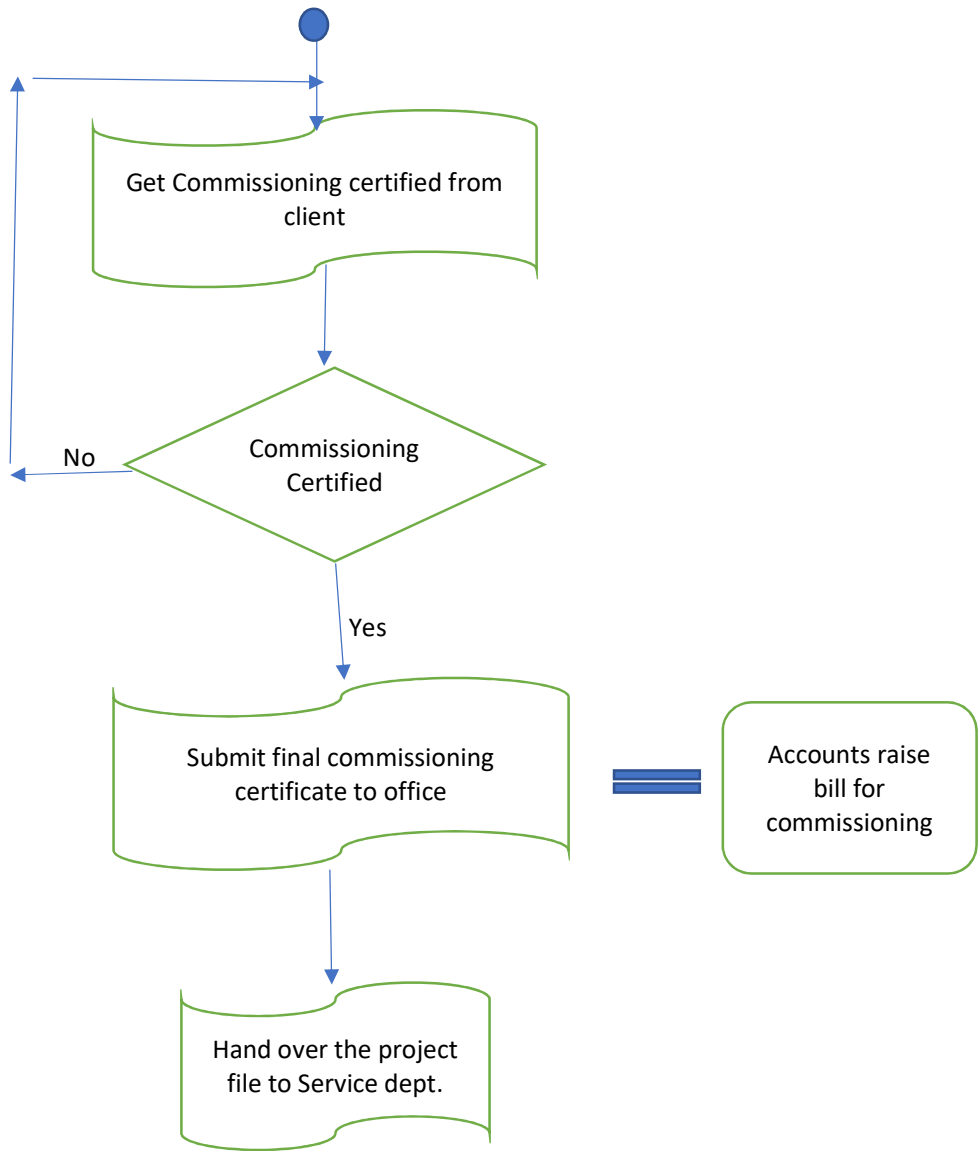 Get Commissioning certified from
client
Commissioning
Certified
No
Yes
Submit final commissioning
certificate to office
Accounts raise
bill for
commissioning
Hand over the project
file to Service dept.